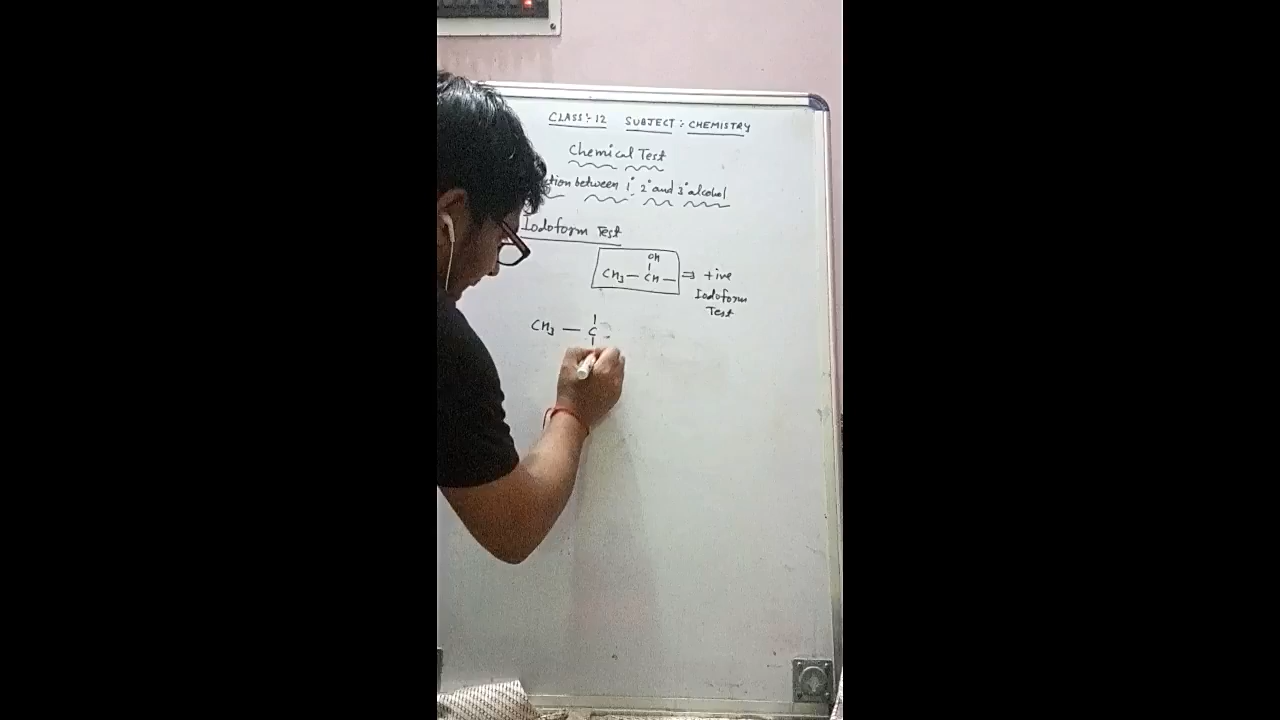 CLASS:- 12 SUBJECT:- CHEMISTRY
Chemical Test
between 1°, 2° and 3° alcohol
Iodoform Test
OH
CH3 — CH — ⇒ +ive
Iodoform
Test
CH3 — C